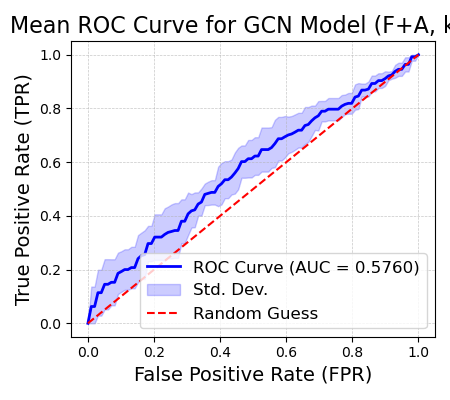 Mean ROC Curve for GCN Model (F+A, k
1.0
0.8
0.6
0.4
0.2
0.0
True Positive Rate (TPR)
ROC Curve (AUC = 0.5760)
Std. Dev.
Random Guess
0.0 0.2 0.4 0.6 0.8 1.0
False Positive Rate (FPR)